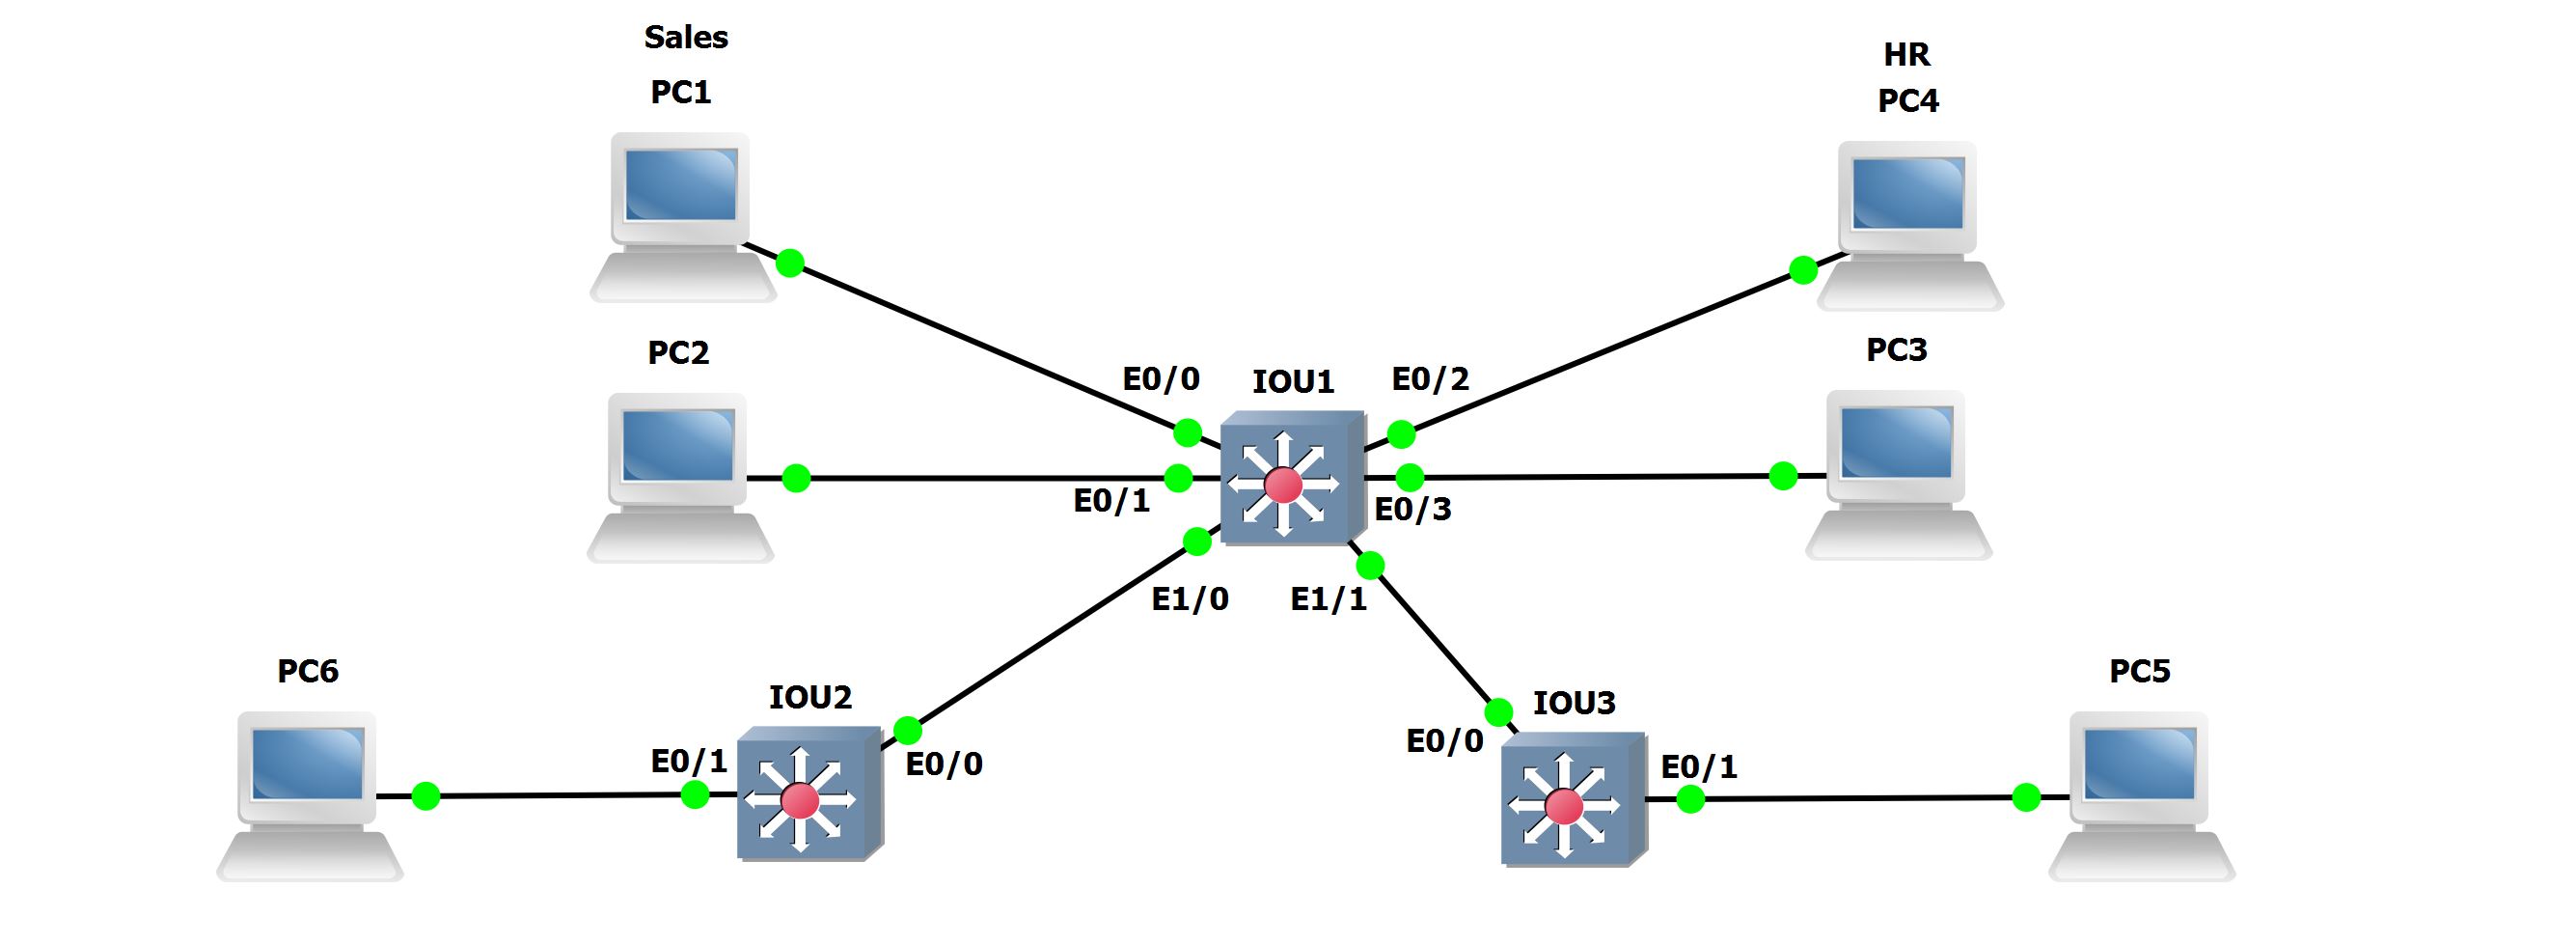 Sales
PC1
HR
PC4
PC2
PC3
E0/0
IOU1
E0/2
E0/1
E0/3
E1/0
E1/1
PC6
IOU2
IOU3
PC5
E0/1
E0/0
E0/0
E0/1